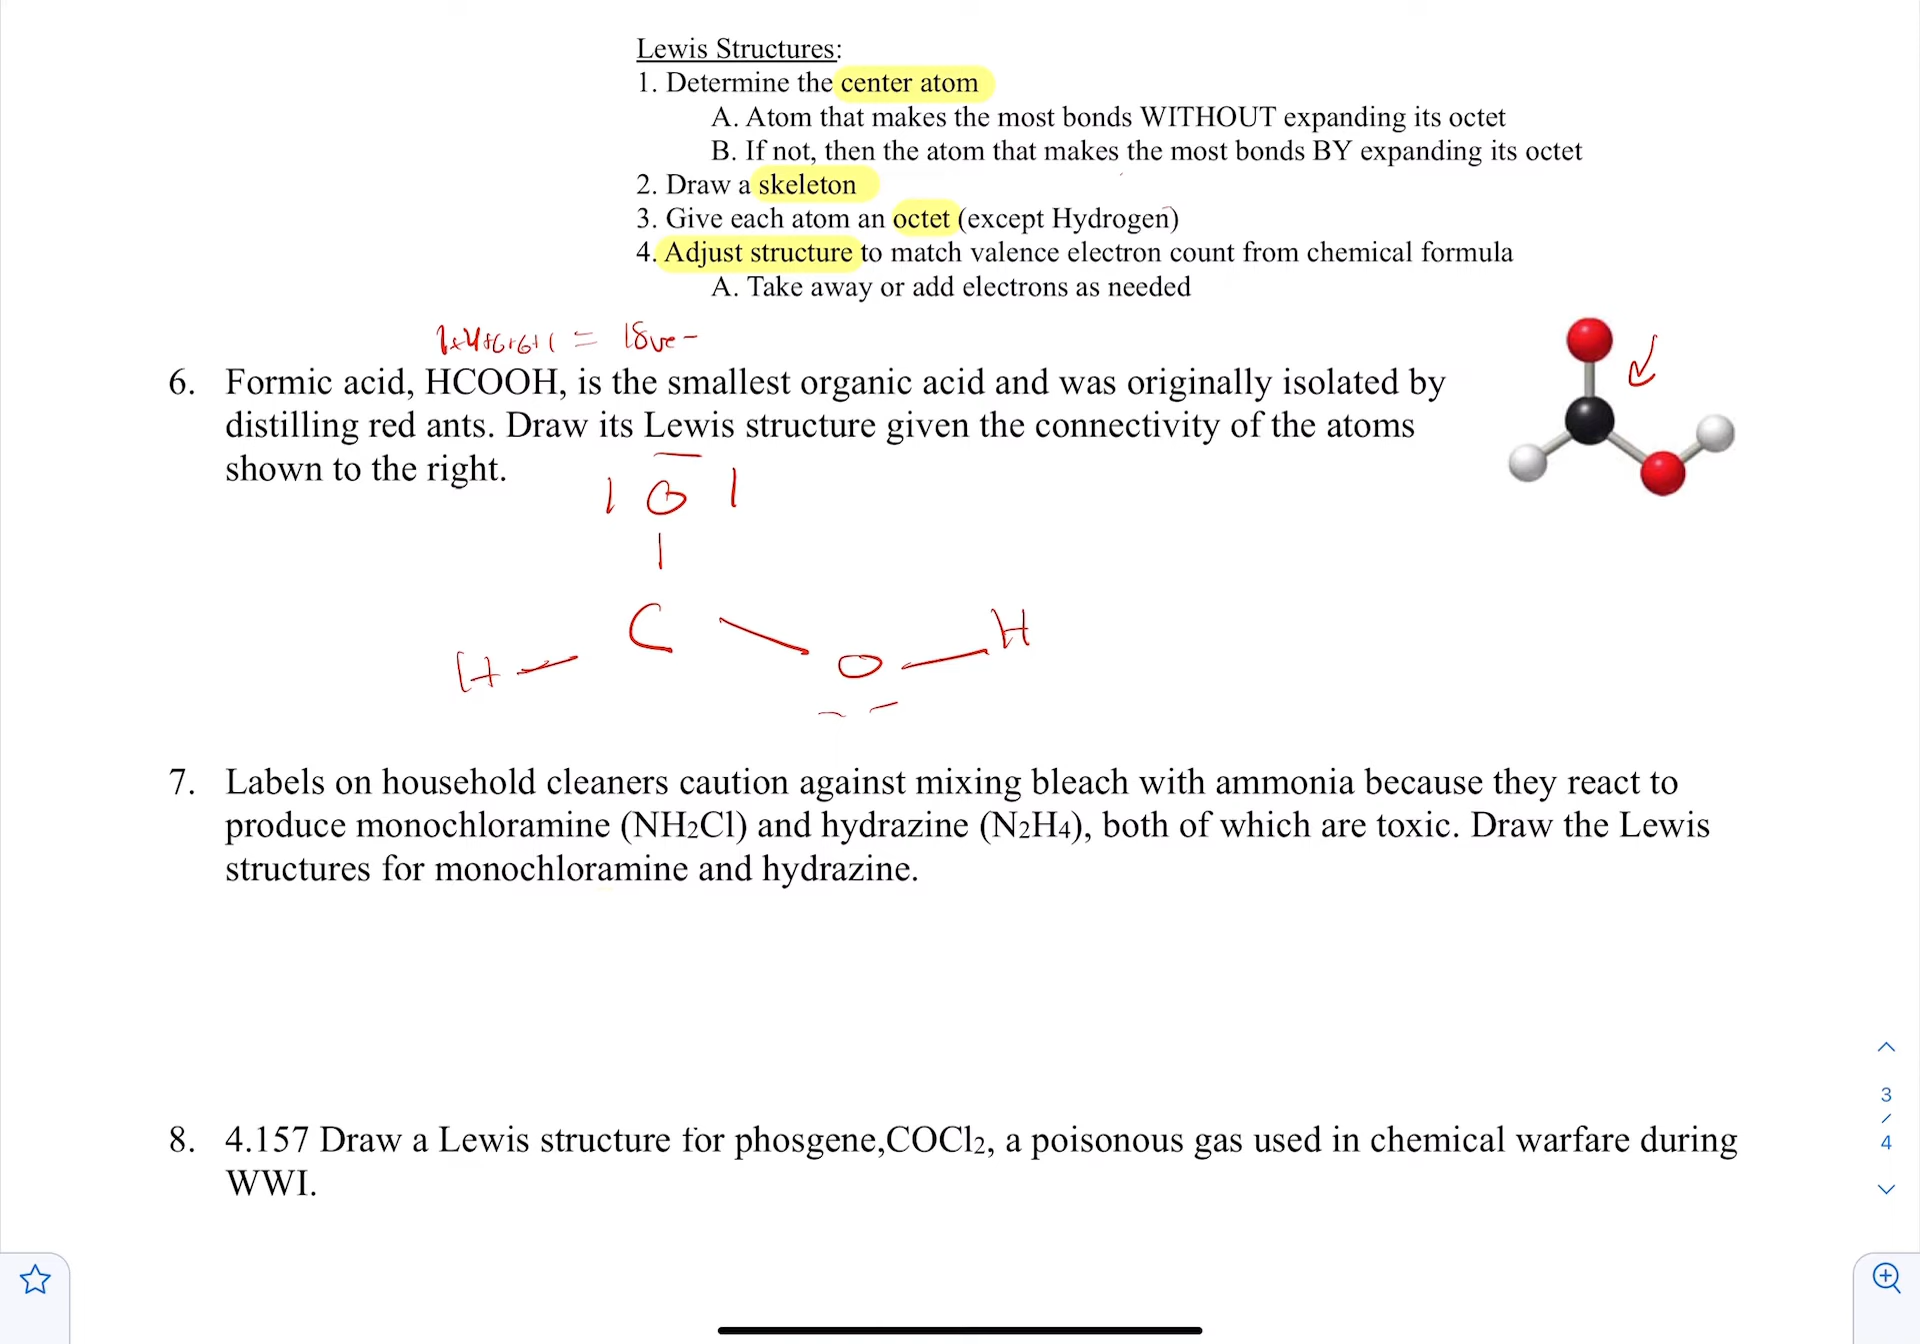 Lewis Structures:
1. Determine the center atom
A. Atom that makes the most bonds WITHOUT expanding its octet
B. If not, then the atom that makes the most bonds BY expanding its octet
2. Draw a skeleton
3. Give each atom an octet (except Hydrogen)
4. Adjust structure to match valence electron count from chemical formula
A. Take away or add electrons as needed
1+4+6+6+1 = 18ve-
6. Formic acid, HCOOH, is the smallest organic acid and was originally isolated by
distilling red ants. Draw its Lewis structure given the connectivity of the atoms
shown to the right.
O
C
H
O
H
7. Labels on household cleaners caution against mixing bleach with ammonia because they react to
produce monochloramine (NH2Cl) and hydrazine (N2H4), both of which are toxic. Draw the Lewis
structures for monochloramine and hydrazine.
8. 4.157 Draw a Lewis structure for phosgene,COCl2, a poisonous gas used in chemical warfare during
WWI.
3
/
4